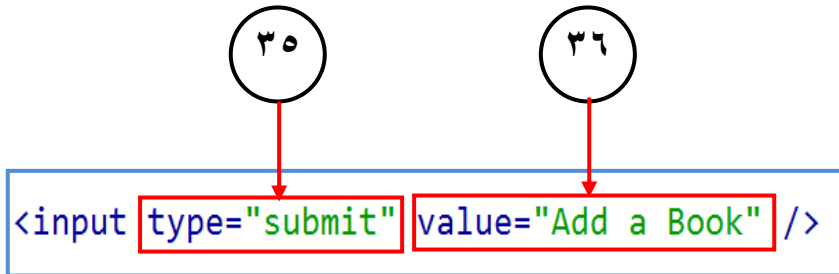 ٣٥ ٣٦
<input type="submit" value="Add a Book" />